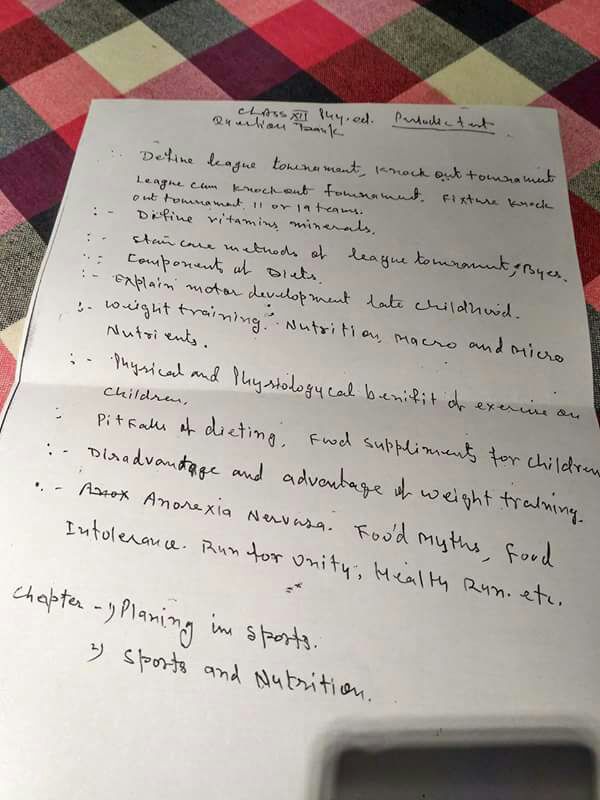 CLASS XII Phy. ed. Periodic test
Question Bank
:- Define league tournament, Knock out tournament
League cum Knock out tournament. Fixture Knock
out tournament 11 or 19 teams.
:- Define vitamins, minerals.
:- Stair case methods of league tournamnt, Byes.
:- Components of Diets.
:- Explain motor development late childhood.
:- Weight training. Nutrition, Macro and Micro
Nutrients.
:- Physical and Physiologycal benifit of exercise on
children.
:- Pitfalls of dieting, Food suppliments for children
:- Disadvantage and advantage of weight training.
:- Anorexia Nervasa. Food Myths, Food
Intolerance. Run for Unity, Health Run. etc.
Chapter -1) Planing in Sports.
2) Sports and Nutrition.